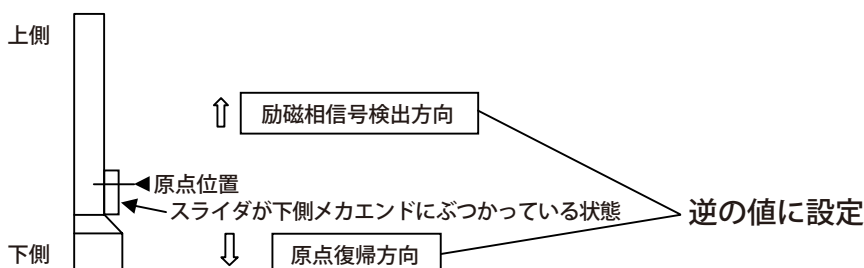 上側
励磁相信号検出方向
原点位置
スライダが下側メカエンドにぶつかっている状態
逆の値に設定
下側
原点復帰方向